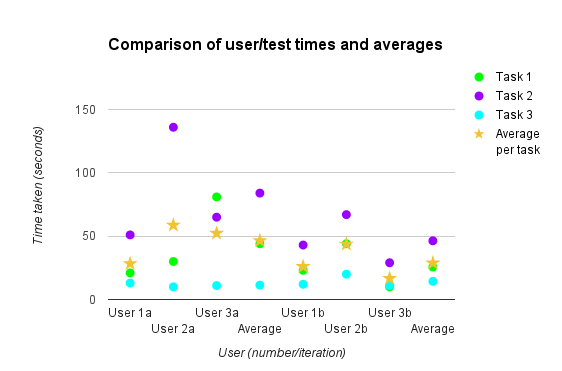 Comparison of user/test times and averages
Task 1
Task 2
Task 3
Average
per task
150
100
50
0
Time taken (seconds)
User 1a
User 2a
User 3a
Average
User 1b
User 2b
User 3b
Average
User (number/iteration)